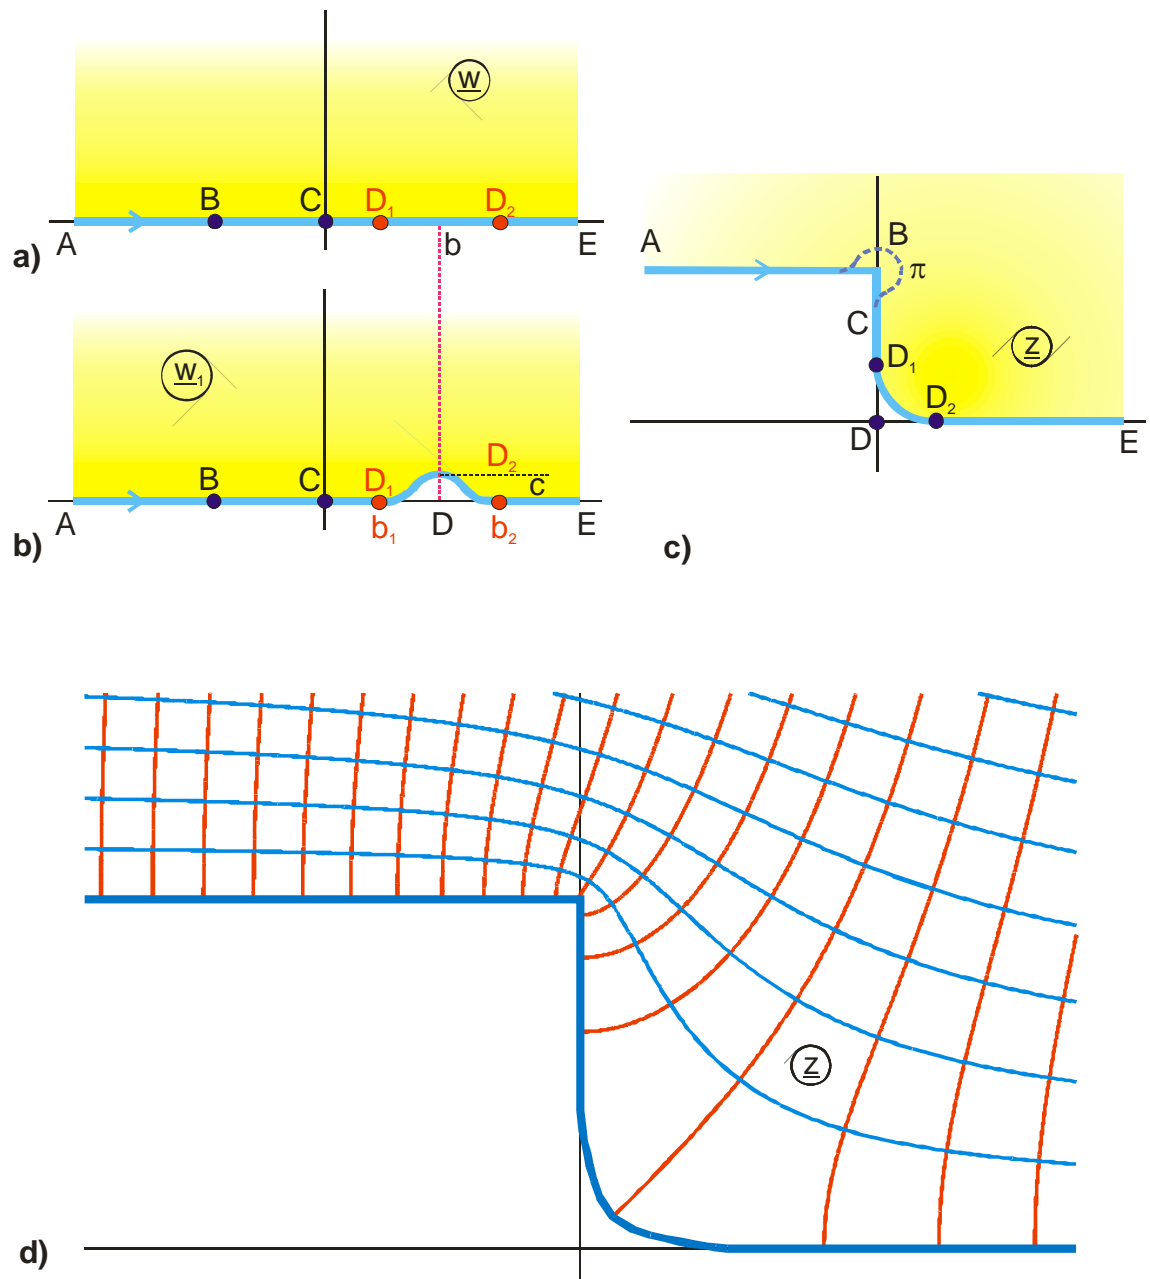 w
B C D₁ D₂
A b E
a)
w₁
B C D₁ D₂
c
A b₁ D b₂ E
b)
A B
π
C
z
D₁
D₂
D E
c)
z
d)